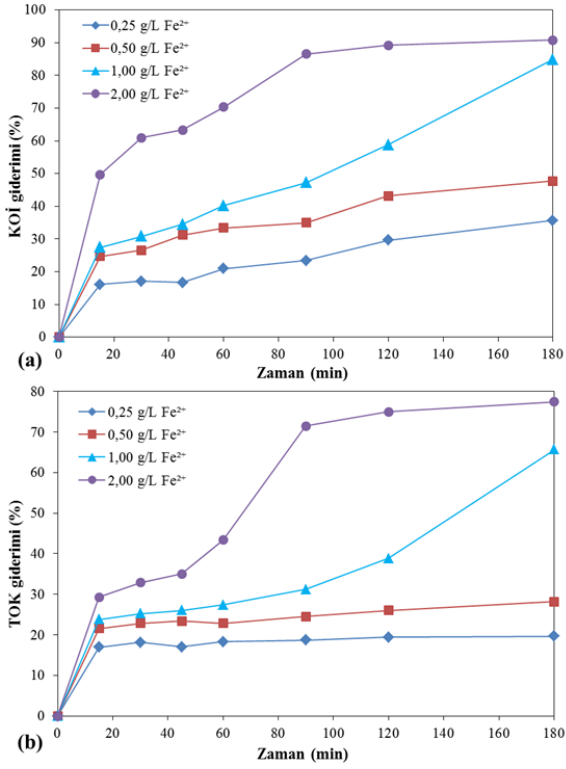 100
90
80
70
60
50
40
30
20
10
0
KOİ giderimi (%)
0,25 g/L Fe²⁺
0,50 g/L Fe²⁺
1,00 g/L Fe²⁺
2,00 g/L Fe²⁺
0 20 40 60 80 100 120 140 160 180
Zaman (min)
(a)
80
70
60
50
40
30
20
10
0
TOK giderimi (%)
0,25 g/L Fe²⁺
0,50 g/L Fe²⁺
1,00 g/L Fe²⁺
2,00 g/L Fe²⁺
0 20 40 60 80 100 120 140 160 180
Zaman (min)
(b)